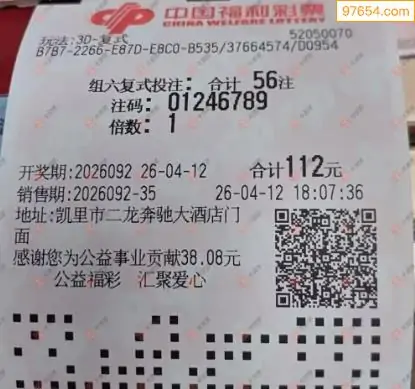 97654.com
中国福利彩票
CHINA WELFARE LOTTERY
玩法:3D-复式
52050070
B7B7-2266-E87D-E8C0-B535/37664574/D0954
组六复式投注: 合计 56注
注码: 01246789
倍数: 1
开奖期:2026092 26-04-12 合计112元
销售期:2026092-35 26-04-12 18:07:36
地址:凯里市二龙奔驰大酒店门
面
感谢您为公益事业贡献38.08元
公益福彩 汇聚爱心